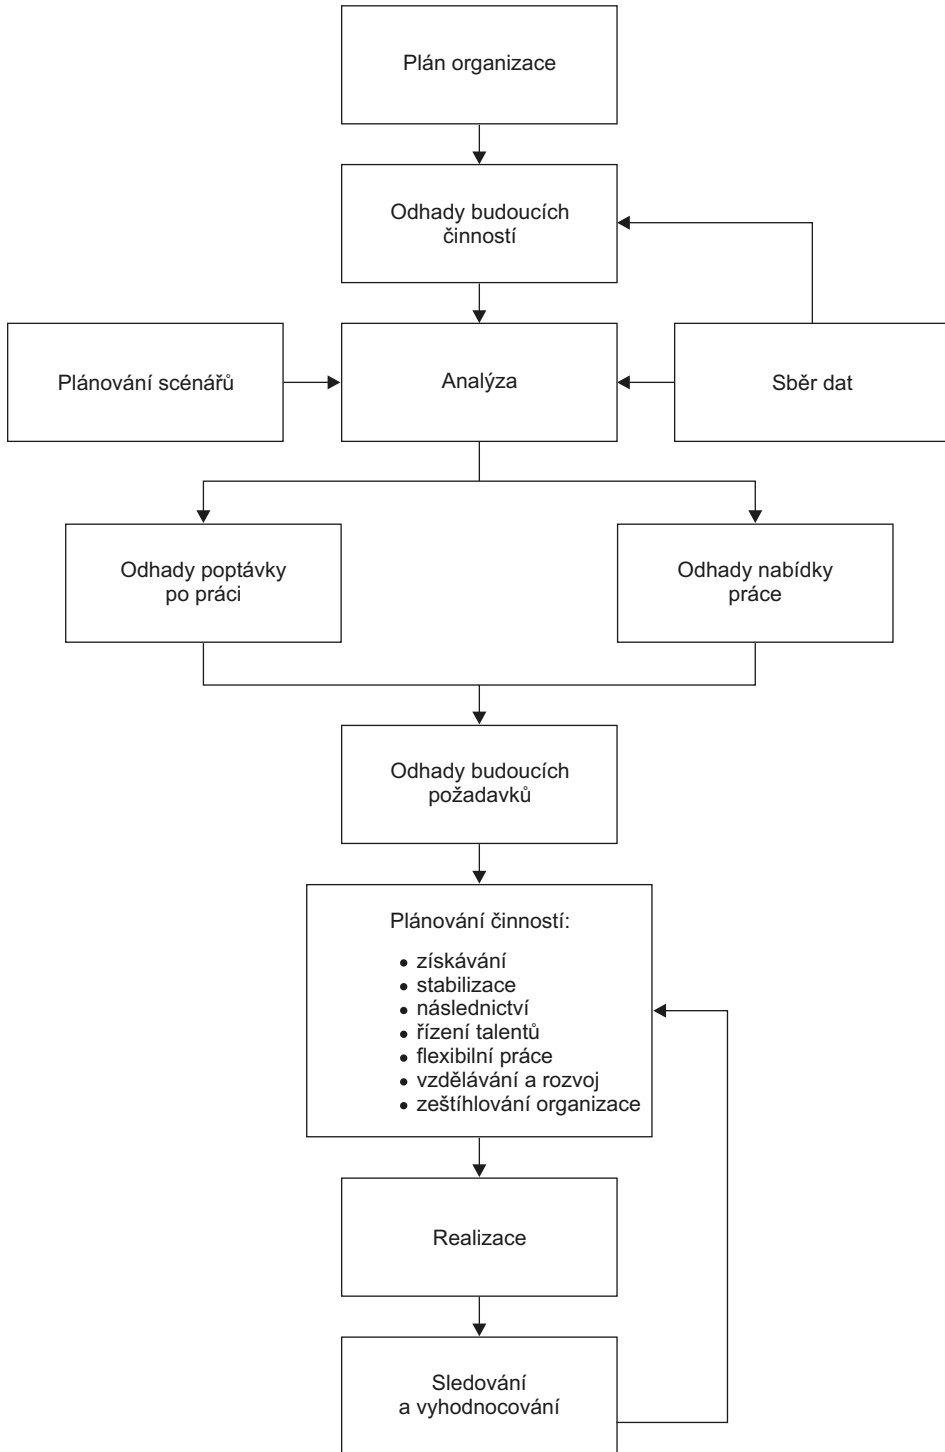 Plán organizace
Odhady budoucích
činností
Plánování scénářů
Analýza
Sběr dat
Odhady poptávky
po práci
Odhady nabídky
práce
Odhady budoucích
požadavků
Plánování činností:
• získávání
• stabilizace
• následnictví
• řízení talentů
• flexibilní práce
• vzdělávání a rozvoj
• zeštíhlování organizace
Realizace
Sledování
a vyhodnocování